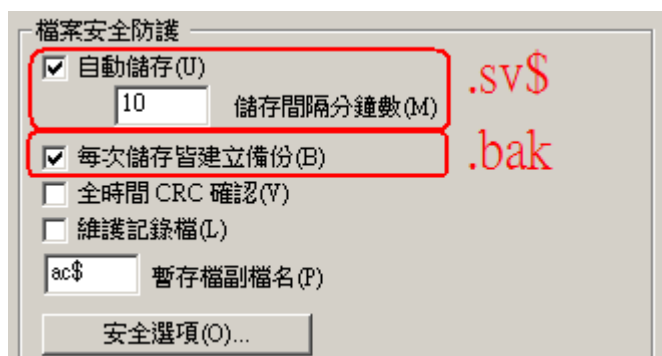 檔案安全防護
自動儲存(U)
.sv$
10 儲存間隔分鐘數(M)
每次儲存皆建立備份(B)
.bak
全時間 CRC 確認(V)
維護記錄檔(L)
ac$ 暫存檔副檔名(P)
安全選項(O)...